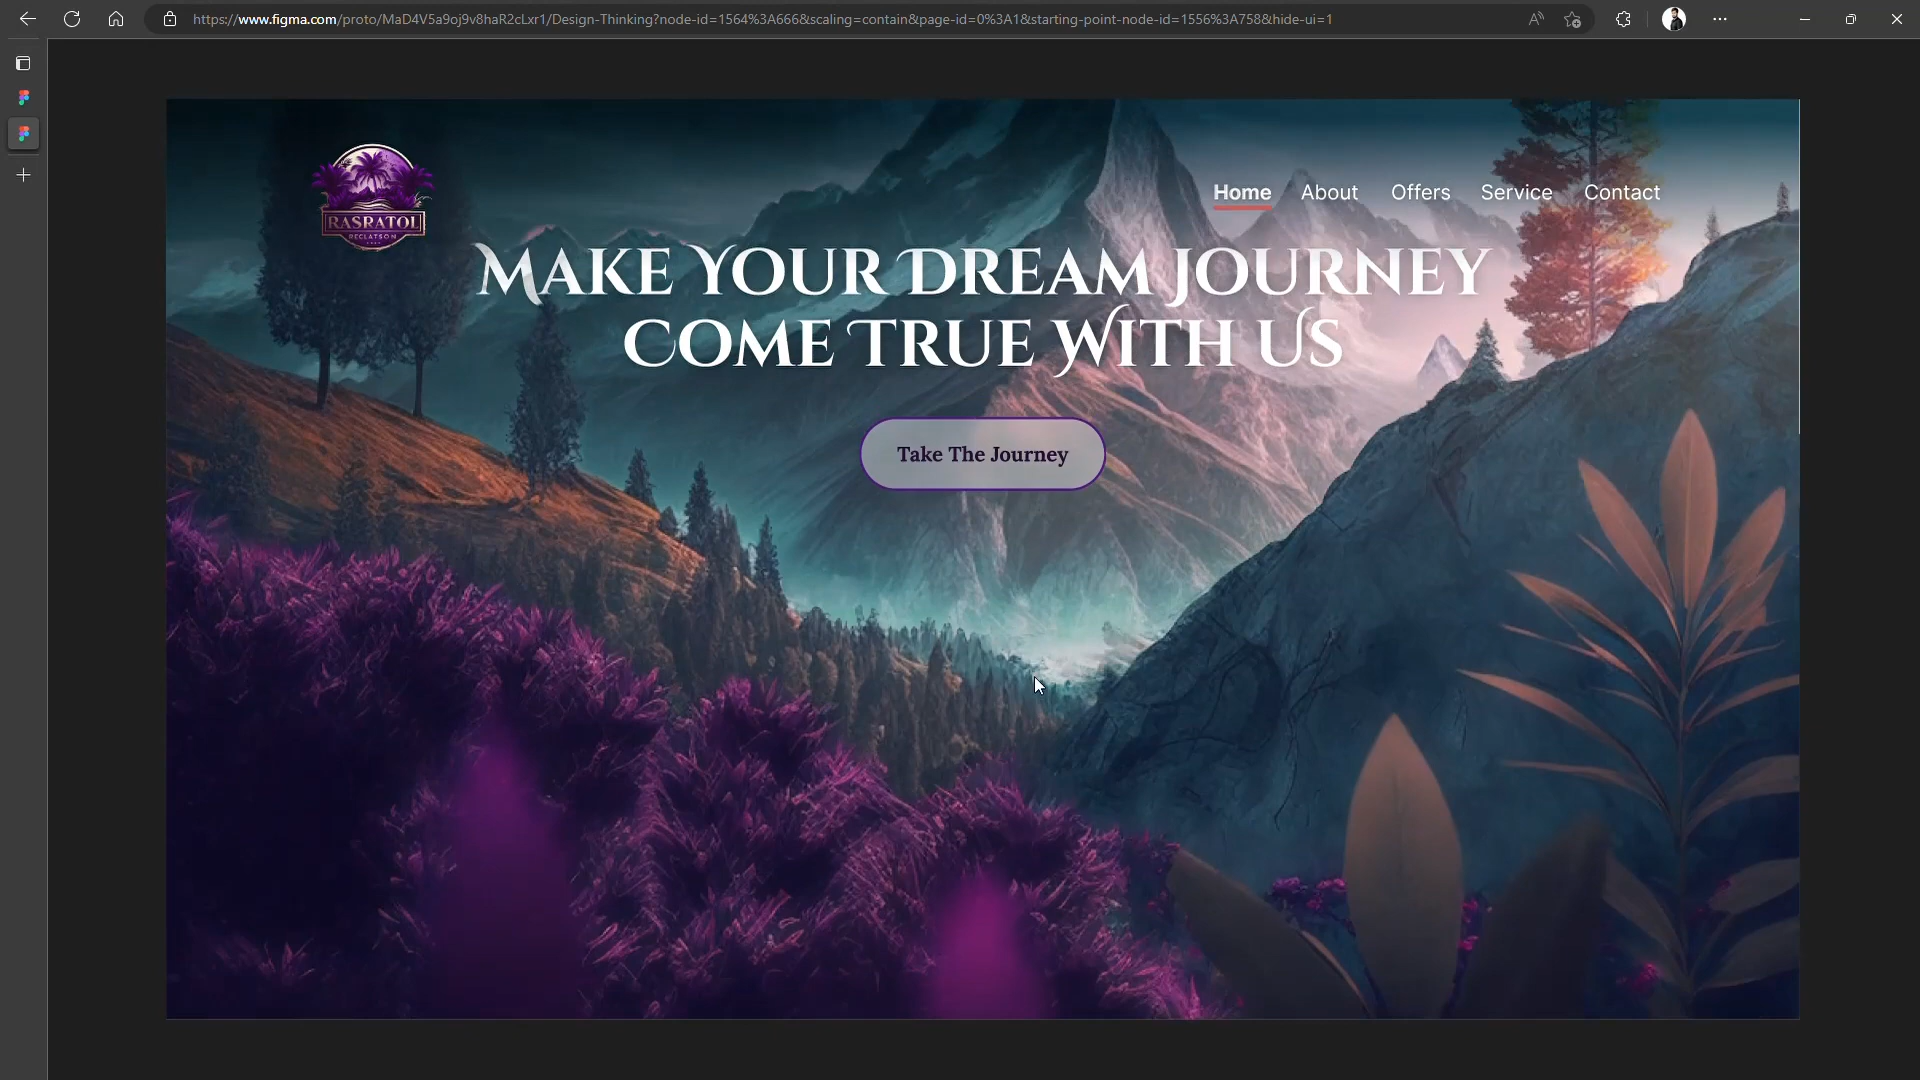 https://www.figma.com/proto/MaD4V5a9oj9v8haR2cLxr1/Design-Thinking?node-id=1564%3A666&scaling=contain&page-id=0%3A1&starting-point-node-id=1556%3A758&hide-ui=1
RASRATOL
RECLATSON
Home About Offers Service Contact
Make Your Dream Journey
Come True With Us
Take The Journey